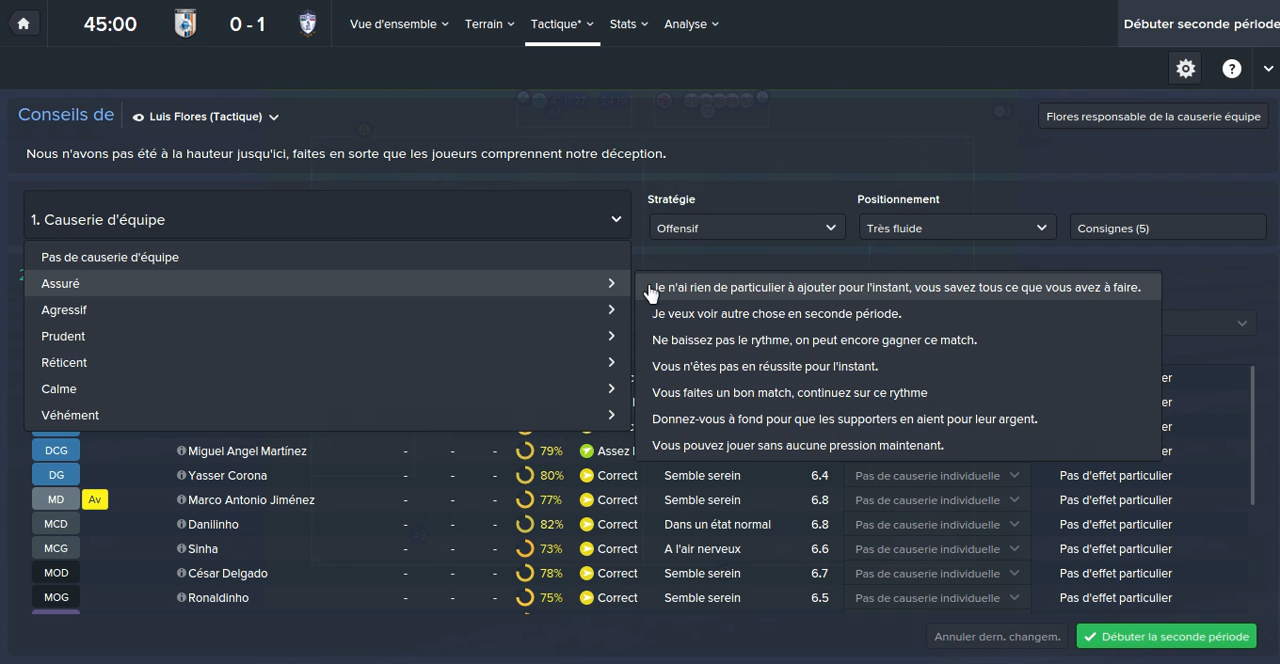 45:00 0 - 1 Vue d'ensemble Terrain Tactique* Stats Analyse Débuter seconde période
?
Conseils de Luis Flores (Tactique) Flores responsable de la causerie équipe
Nous n'avons pas été à la hauteur jusqu'ici, faites en sorte que les joueurs comprennent notre déception.
Stratégie Positionnement
1. Causerie d'équipe Offensif Très fluide Consignes (5)
Pas de causerie d'équipe
Assuré Je n'ai rien de particulier à ajouter pour l'instant, vous savez tous ce que vous avez à faire.
Agressif Je veux voir autre chose en seconde période.
Prudent Ne baissez pas le rythme, on peut encore gagner ce match.
Réticent Vous n'êtes pas en réussite pour l'instant.
Calme Vous faites un bon match, continuez sur ce rythme
Véhément Donnez-vous à fond pour que les supporters en aient pour leur argent.
Vous pouvez jouer sans aucune pression maintenant.
DCG Miguel Angel Martínez - - - 79% Assez
DG Yasser Corona - - - 80% Correct Semble serein 6.4 Pas de causerie individuelle Pas d'effet particulier
MD Av Marco Antonio Jiménez - - - 77% Correct Semble serein 6.8 Pas de causerie individuelle Pas d'effet particulier
MCD Danilinho - - - 82% Correct Dans un état normal 6.8 Pas de causerie individuelle Pas d'effet particulier
MCG Sinha - - - 73% Correct A l'air nerveux 6.6 Pas de causerie individuelle Pas d'effet particulier
MOD César Delgado - - - 78% Correct Semble serein 6.7 Pas de causerie individuelle Pas d'effet particulier
MOG Ronaldinho - - - 75% Correct Semble serein 6.5 Pas de causerie individuelle Pas d'effet particulier
Annuler dern. changem. Débuter la seconde période